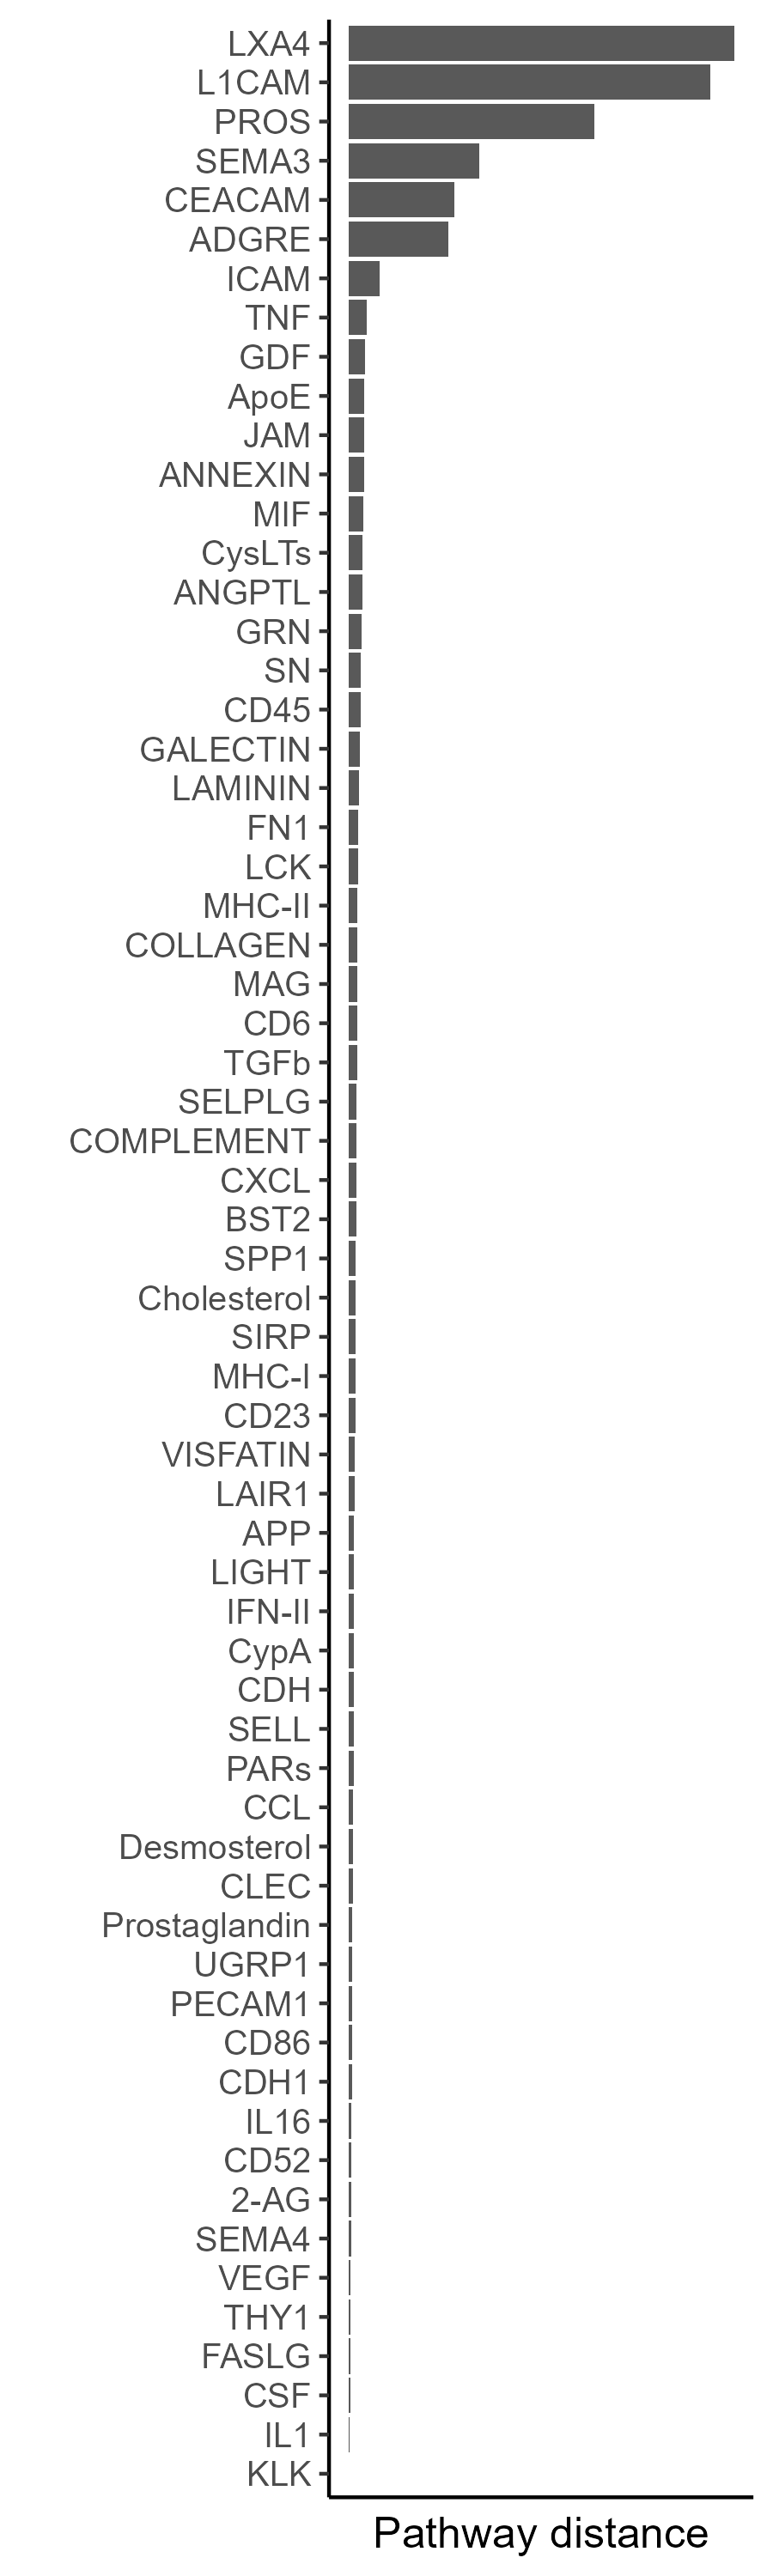 LXA4
L1CAM
PROS
SEMA3
CEACAM
ADGRE
ICAM
TNF
GDF
ApoE
JAM
ANNEXIN
MIF
CysLTs
ANGPTL
GRN
SN
CD45
GALECTIN
LAMININ
FN1
LCK
MHC-II
COLLAGEN
MAG
CD6
TGFb
SELPLG
COMPLEMENT
CXCL
BST2
SPP1
Cholesterol
SIRP
MHC-I
CD23
VISFATIN
LAIR1
APP
LIGHT
IFN-II
CypA
CDH
SELL
PARs
CCL
Desmosterol
CLEC
Prostaglandin
UGRP1
PECAM1
CD86
CDH1
IL16
CD52
2-AG
SEMA4
VEGF
THY1
FASLG
CSF
IL1
KLK
Pathway distance